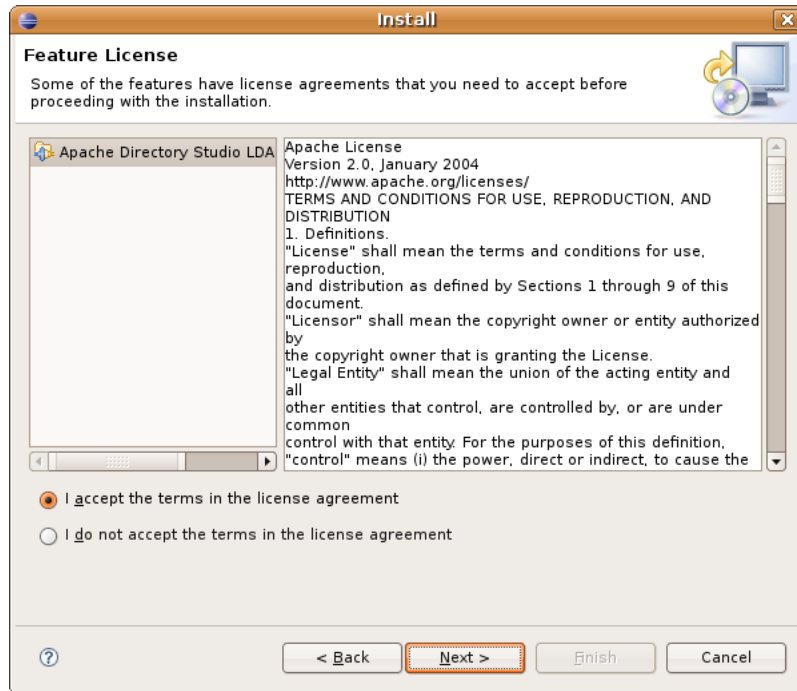 Install
Feature License
Some of the features have license agreements that you need to accept before
proceeding with the installation.
Apache Directory Studio LDA
Apache License
Version 2.0, January 2004
http://www.apache.org/licenses/
TERMS AND CONDITIONS FOR USE, REPRODUCTION, AND
DISTRIBUTION
1. Definitions.
"License" shall mean the terms and conditions for use,
reproduction,
and distribution as defined by Sections 1 through 9 of this
document.
"Licensor" shall mean the copyright owner or entity authorized
by
the copyright owner that is granting the License.
"Legal Entity" shall mean the union of the acting entity and
all
other entities that control, are controlled by, or are under
common
control with that entity. For the purposes of this definition,
"control" means (i) the power, direct or indirect, to cause the
I accept the terms in the license agreement
I do not accept the terms in the license agreement
< Back
Next >
Finish
Cancel